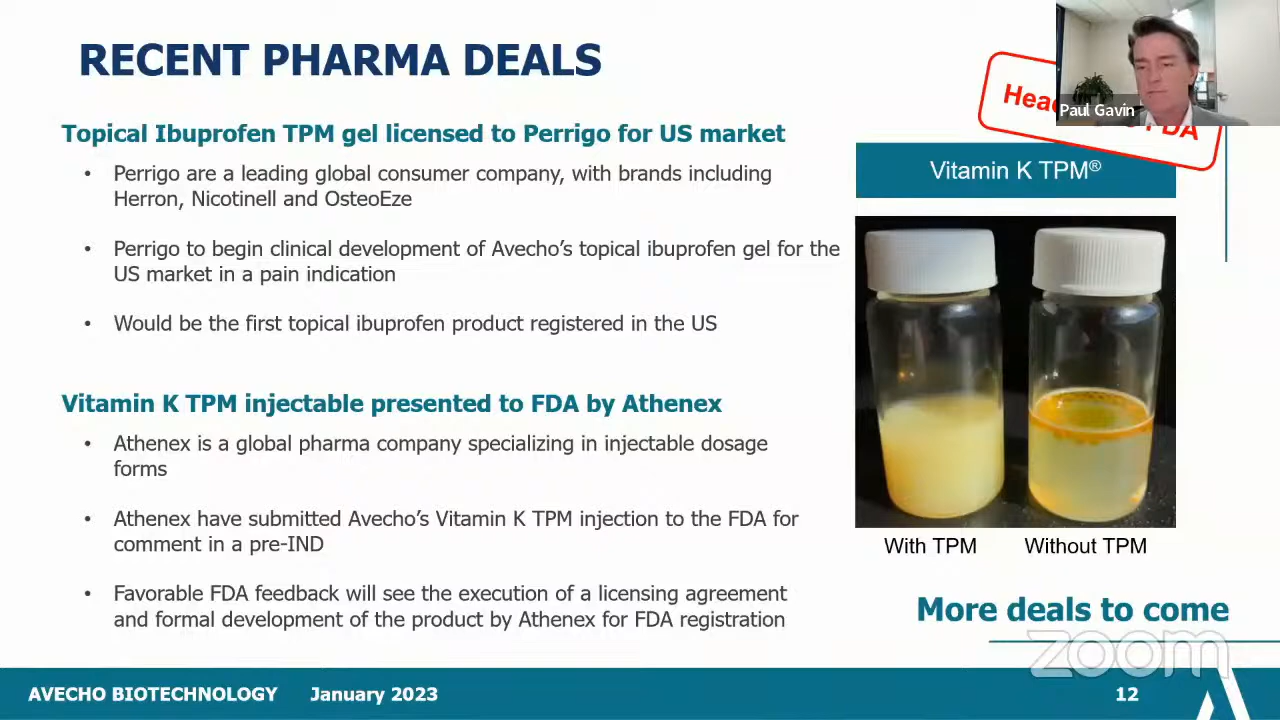 RECENT PHARMA DEALS
Paul Gavin
Topical Ibuprofen TPM gel licensed to Perrigo for US market
• Perrigo are a leading global consumer company, with brands including
Herron, Nicotinell and OsteoEze
• Perrigo to begin clinical development of Avecho’s topical ibuprofen gel for the
US market in a pain indication
• Would be the first topical ibuprofen product registered in the US
Vitamin K TPM injectable presented to FDA by Athenex
• Athenex is a global pharma company specializing in injectable dosage
forms
• Athenex have submitted Avecho’s Vitamin K TPM injection to the FDA for
comment in a pre-IND
• Favorable FDA feedback will see the execution of a licensing agreement
and formal development of the product by Athenex for FDA registration
Vitamin K TPM®
With TPM
Without TPM
More deals to come
zoom
AVECHO BIOTECHNOLOGY January 2023
12